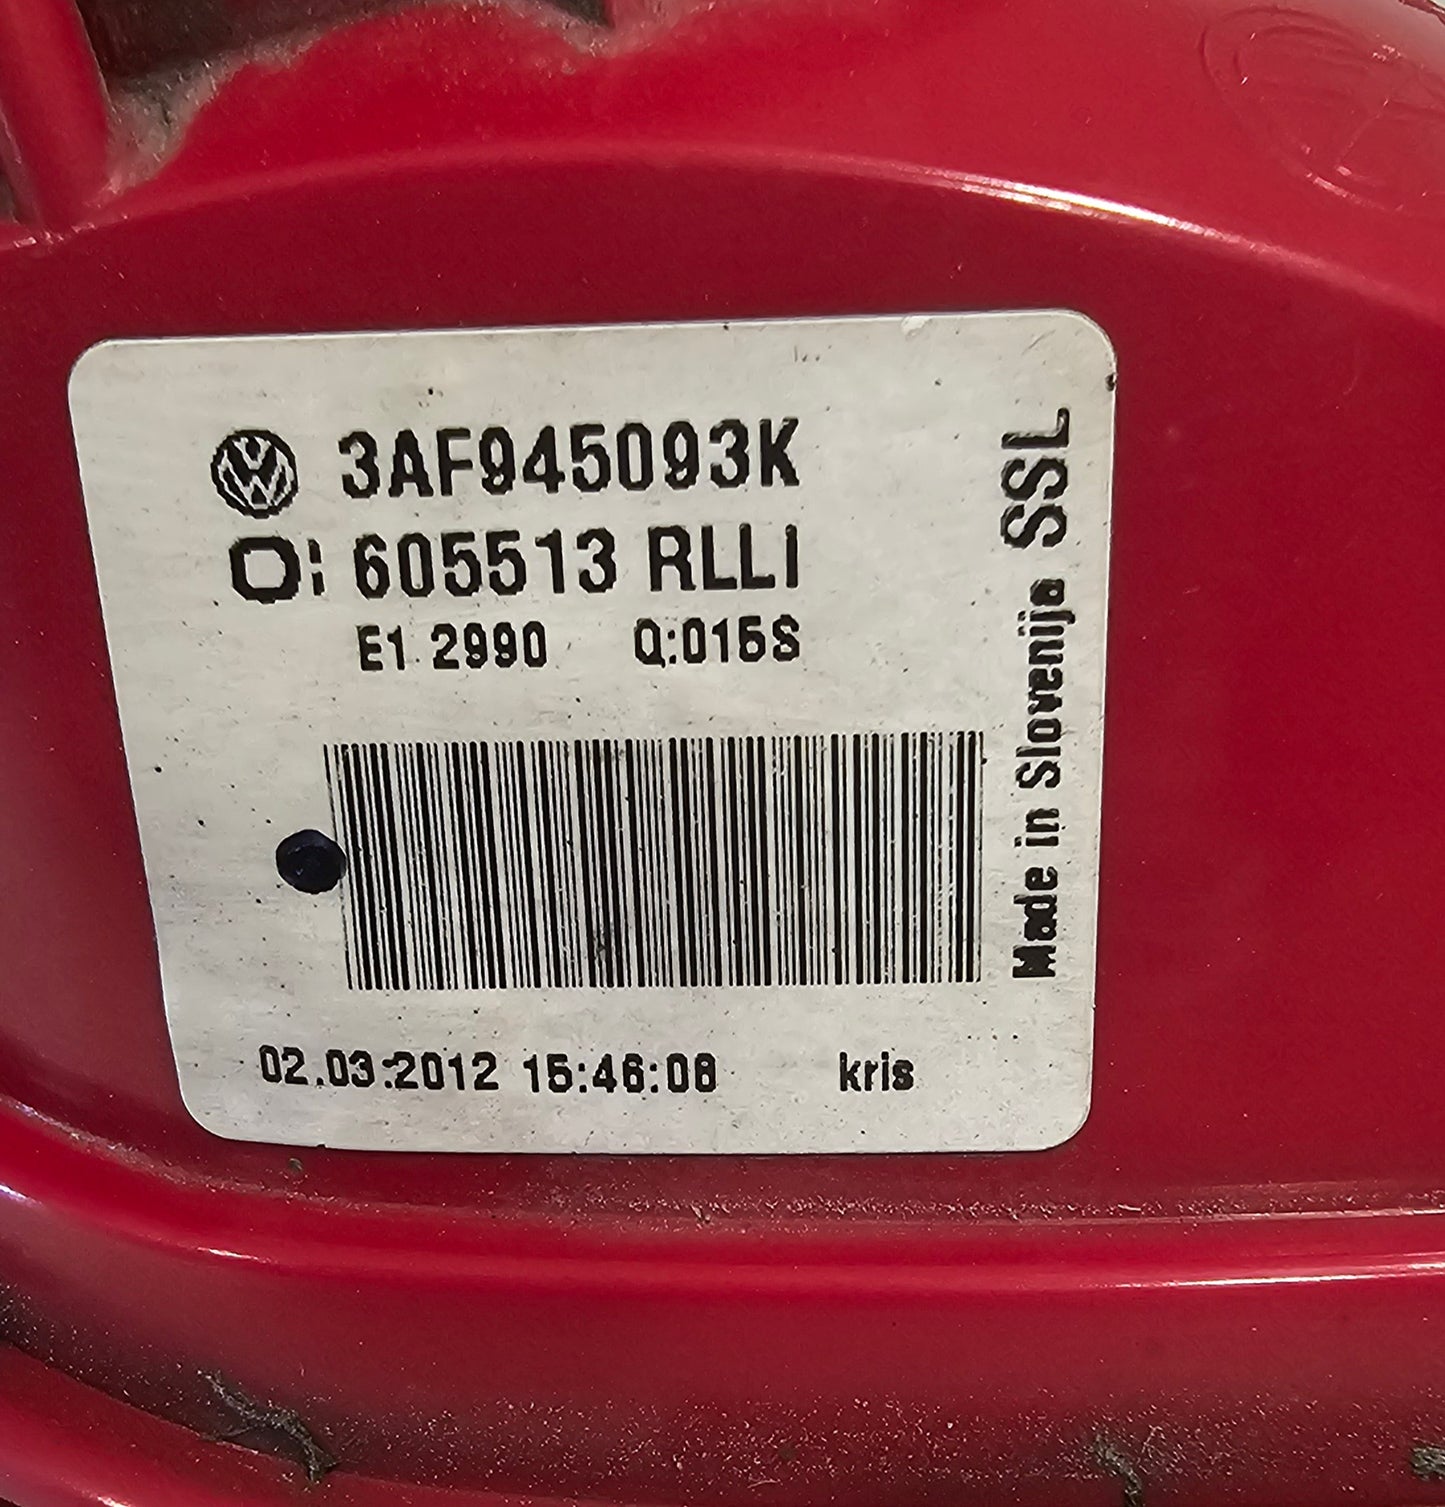 3AF945093K
O: 605513 RLLI
E1 2990 Q:015S
02.03.2012 15:46:08 kris
Made in Slovenija SSL